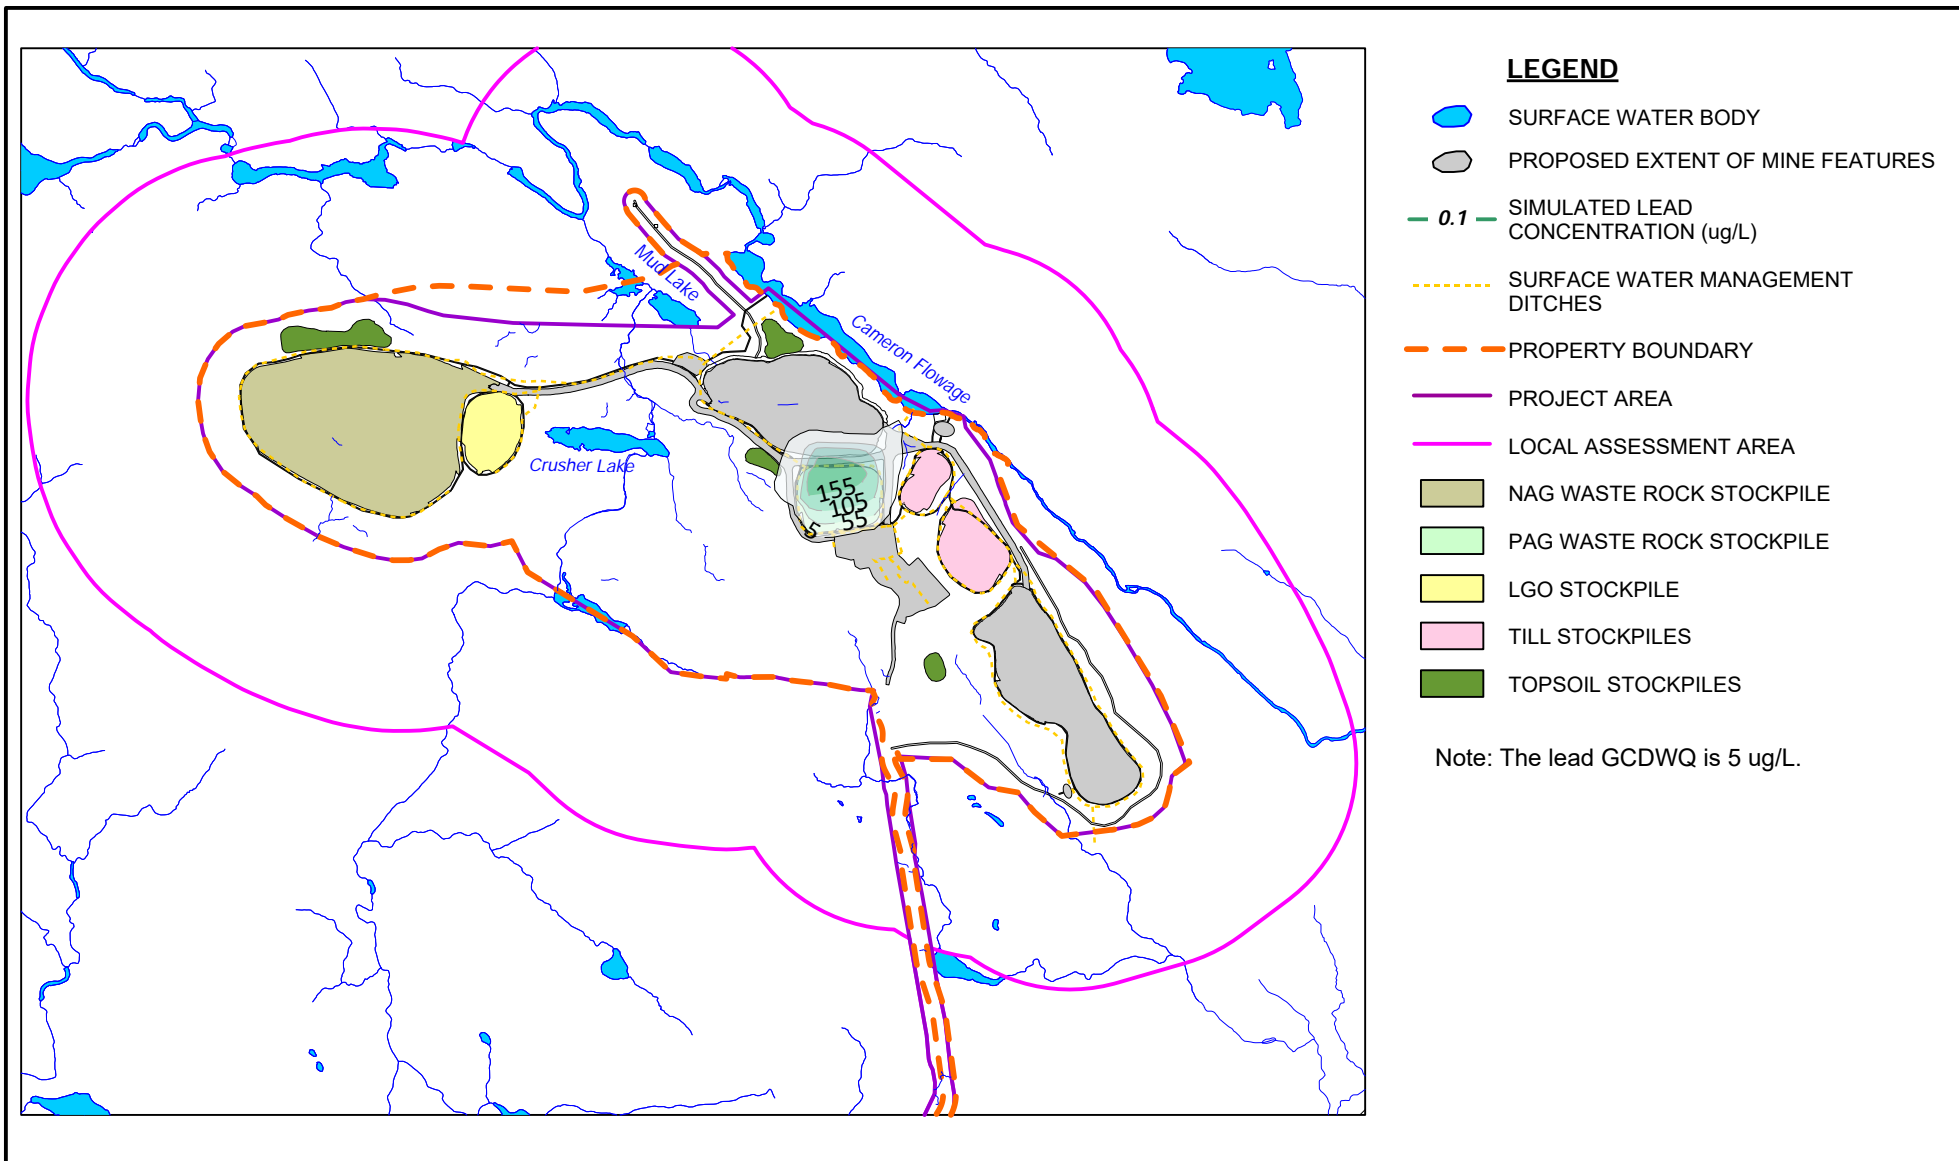 LEGEND
SURFACE WATER BODY
PROPOSED EXTENT OF MINE FEATURES
0.1
SIMULATED LEAD
CONCENTRATION (ug/L)
SURFACE WATER MANAGEMENT
DITCHES
PROPERTY BOUNDARY
PROJECT AREA
LOCAL ASSESSMENT AREA
NAG WASTE ROCK STOCKPILE
PAG WASTE ROCK STOCKPILE
LGO STOCKPILE
TILL STOCKPILES
TOPSOIL STOCKPILES
Note: The lead GCDWQ is 5 ug/L.
Mud Lake
Cameron Flowage
Crusher Lake
155
105
55
5